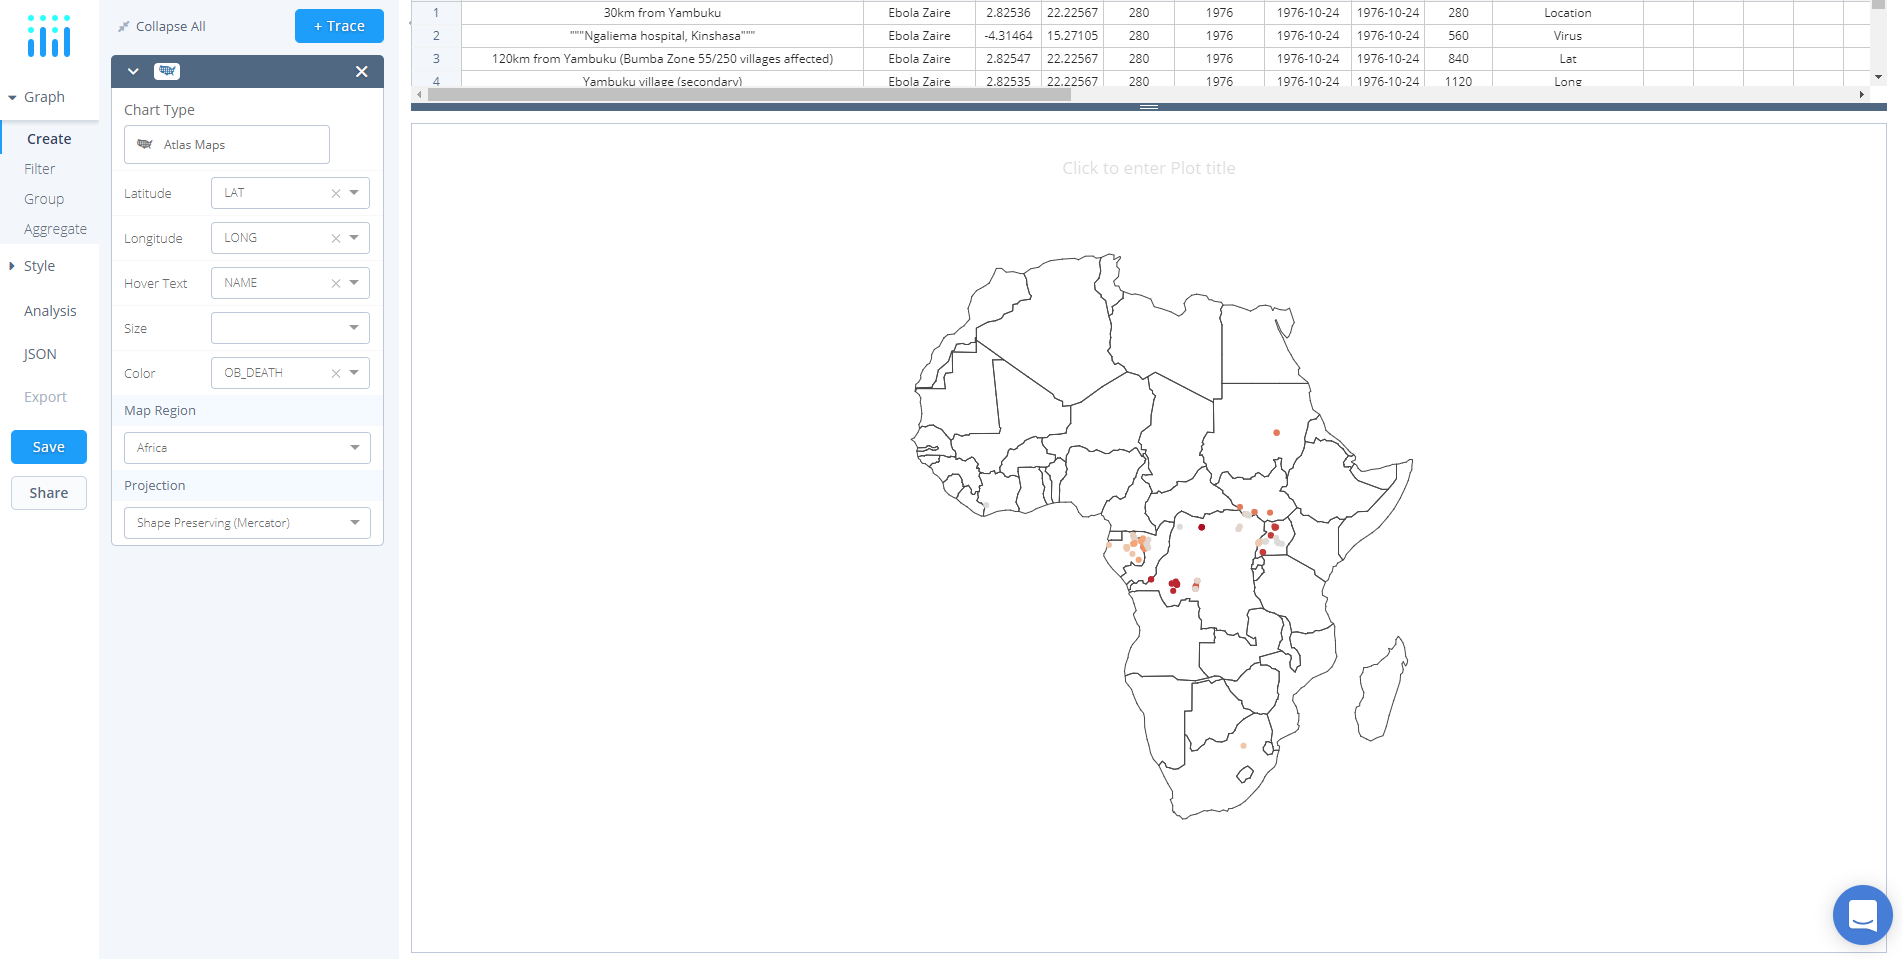 Collapse All
+ Trace
Graph
Create
Filter
Group
Aggregate
Style
Analysis
JSON
Export
Save
Share
Chart Type
Atlas Maps
Latitude LAT
Longitude LONG
Hover Text NAME
Size
Color OB_DEATH
Map Region
Africa
Projection
Shape Preserving (Mercator)
1 30km from Yambuku Ebola Zaire 2.82536 22.22567 280 1976 1976-10-24 1976-10-24 280 Location
2 """Ngaliema hospital, Kinshasa""" Ebola Zaire -4.31464 15.27105 280 1976 1976-10-24 1976-10-24 560 Virus
3 120km from Yambuku (Bumba Zone 55/250 villages affected) Ebola Zaire 2.82547 22.22567 280 1976 1976-10-24 1976-10-24 840 Lat
4 Yambuku village (secondary) Ebola Zaire 2.82535 22.22567 280 1976 1976-10-24 1976-10-24 1120 Long
Click to enter Plot title